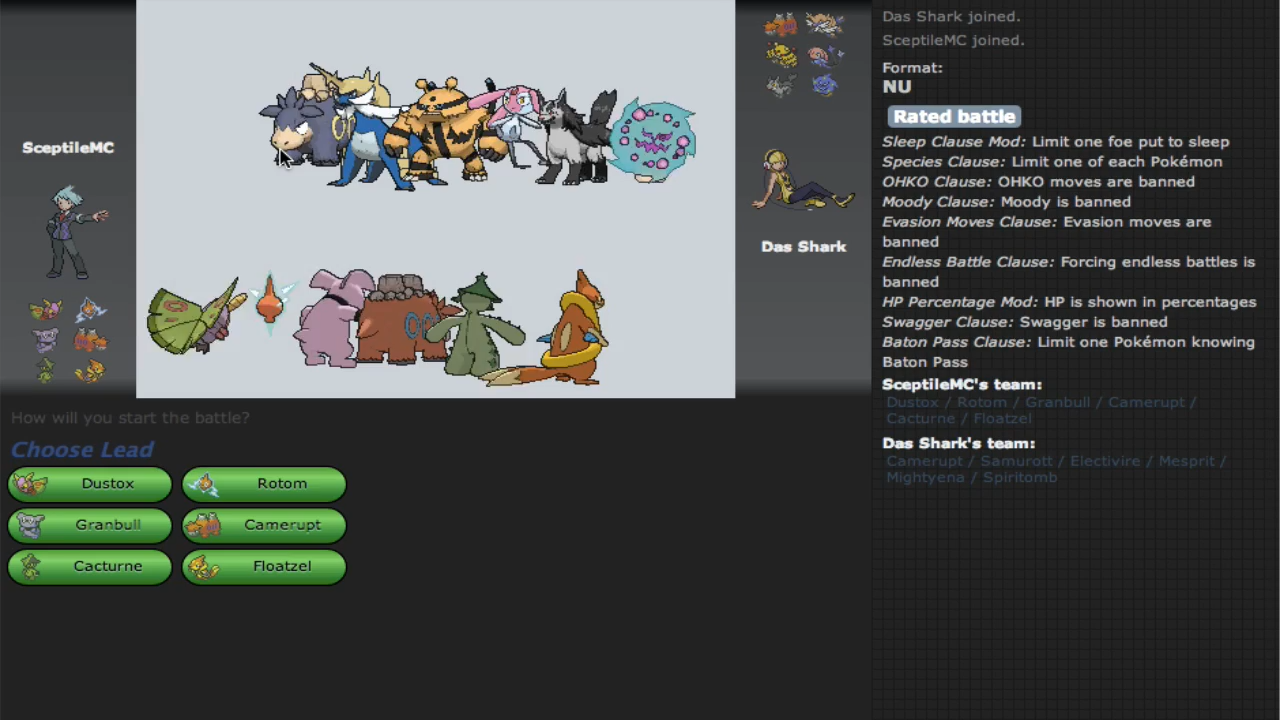 SceptileMC
Das Shark
How will you start the battle?
Choose Lead
Dustox
Rotom
Granbull
Camerupt
Cacturne
Floatzel
Das Shark joined.
SceptileMC joined.
Format:
NU
Rated battle
Sleep Clause Mod: Limit one foe put to sleep
Species Clause: Limit one of each Pokémon
OHKO Clause: OHKO moves are banned
Moody Clause: Moody is banned
Evasion Moves Clause: Evasion moves are
banned
Endless Battle Clause: Forcing endless battles is
banned
HP Percentage Mod: HP is shown in percentages
Swagger Clause: Swagger is banned
Baton Pass Clause: Limit one Pokémon knowing
Baton Pass
SceptileMC's team:
Dustox / Rotom / Granbull / Camerupt /
Cacturne / Floatzel
Das Shark's team:
Camerupt / Samurott / Electivire / Mesprit /
Mightyena / Spiritomb